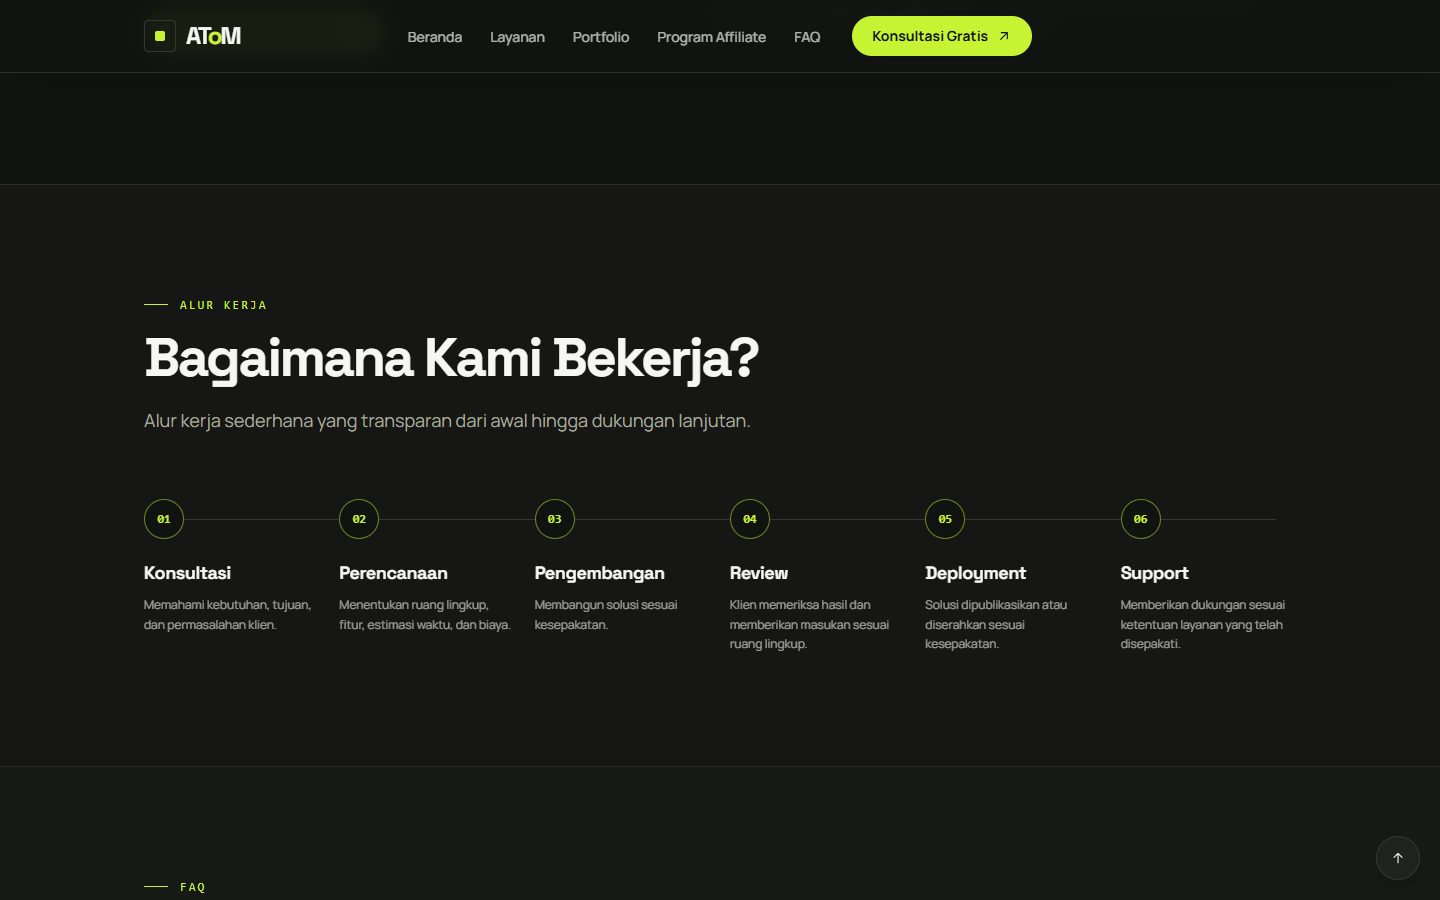 AToM
Beranda
Layanan
Portfolio
Program Affiliate
FAQ
Konsultasi Gratis
ALUR KERJA
Bagaimana Kami Bekerja?
Alur kerja sederhana yang transparan dari awal hingga dukungan lanjutan.
01
Konsultasi
Memahami kebutuhan, tujuan,
dan permasalahan klien.
02
Perencanaan
Menentukan ruang lingkup,
fitur, estimasi waktu, dan biaya.
03
Pengembangan
Membangun solusi sesuai
kesepakatan.
04
Review
Klien memeriksa hasil dan
memberikan masukan sesuai
ruang lingkup.
05
Deployment
Solusi dipublikasikan atau
diserahkan sesuai
kesepakatan.
06
Support
Memberikan dukungan sesuai
ketentuan layanan yang telah
disepakati.
FAQ